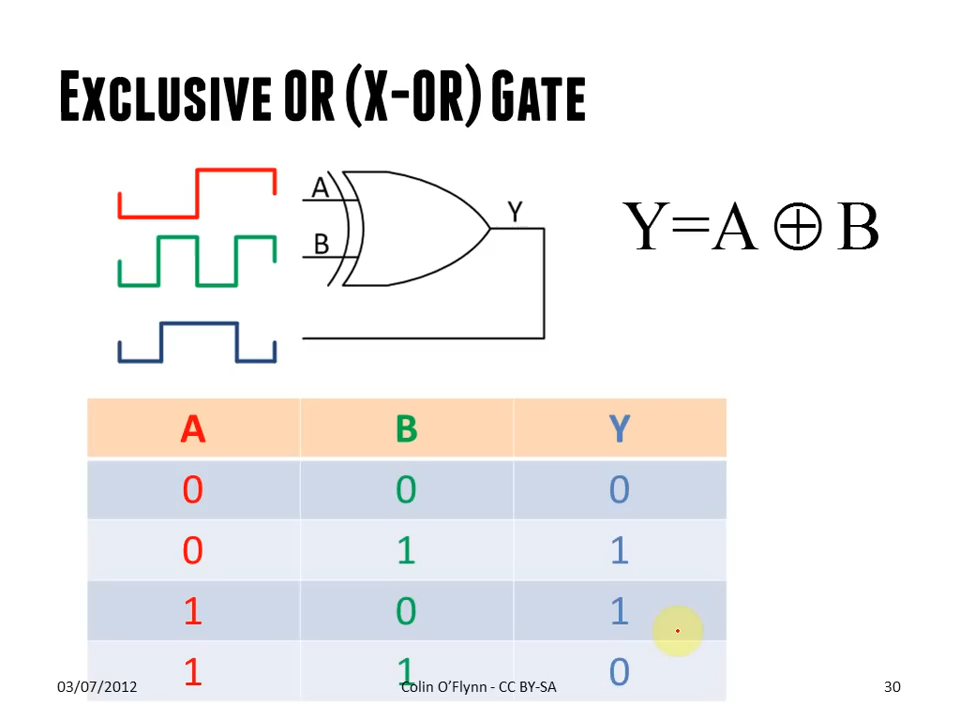 EXCLUSIVE OR (X-OR) GATE
A
B
Y
Y=A ⊕ B
A B Y
0 0 0
0 1 1
1 0 1
1 1 0
03/07/2012 Colin O'Flynn - CC BY-SA 30